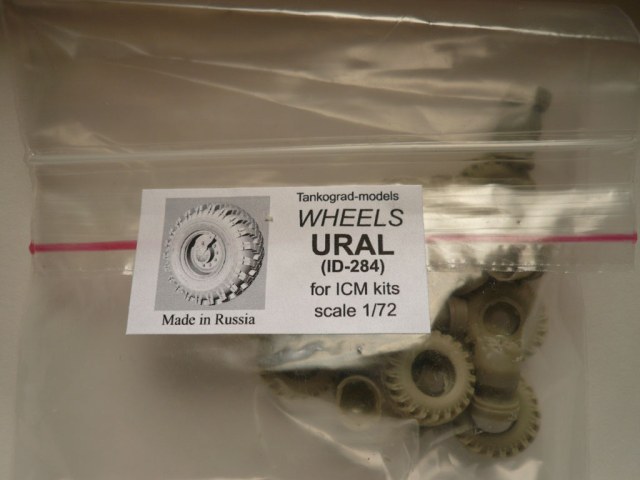 Tankograd-models
WHEELS
URAL
(ID-284)
for ICM kits
scale 1/72
Made in Russia